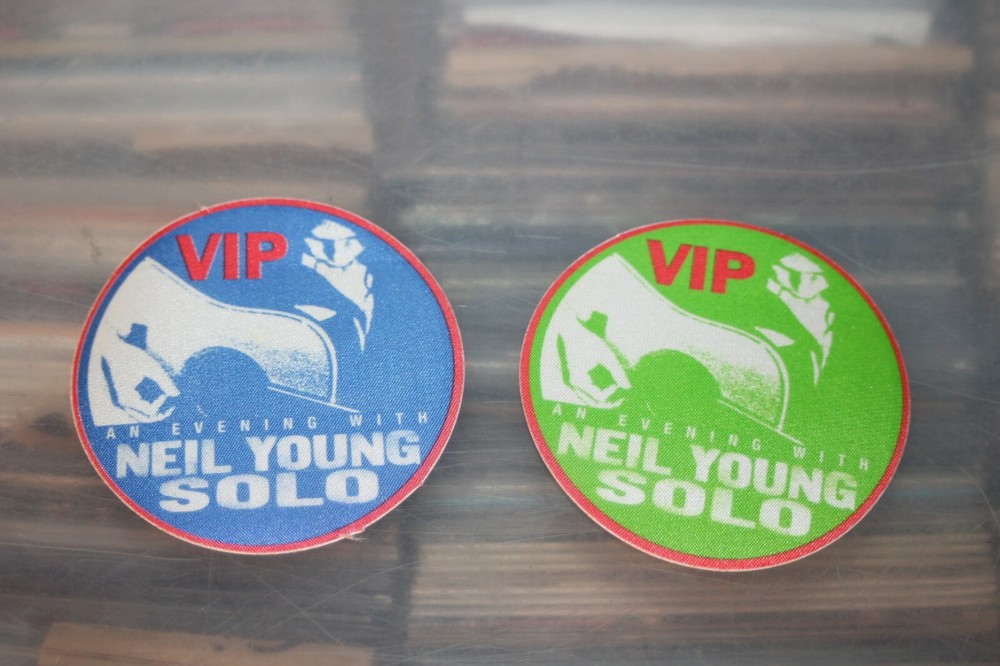 VIP
AN EVENING WITH
NEIL YOUNG
SOLO
VIP
AN EVENING WITH
NEIL YOUNG
SOLO